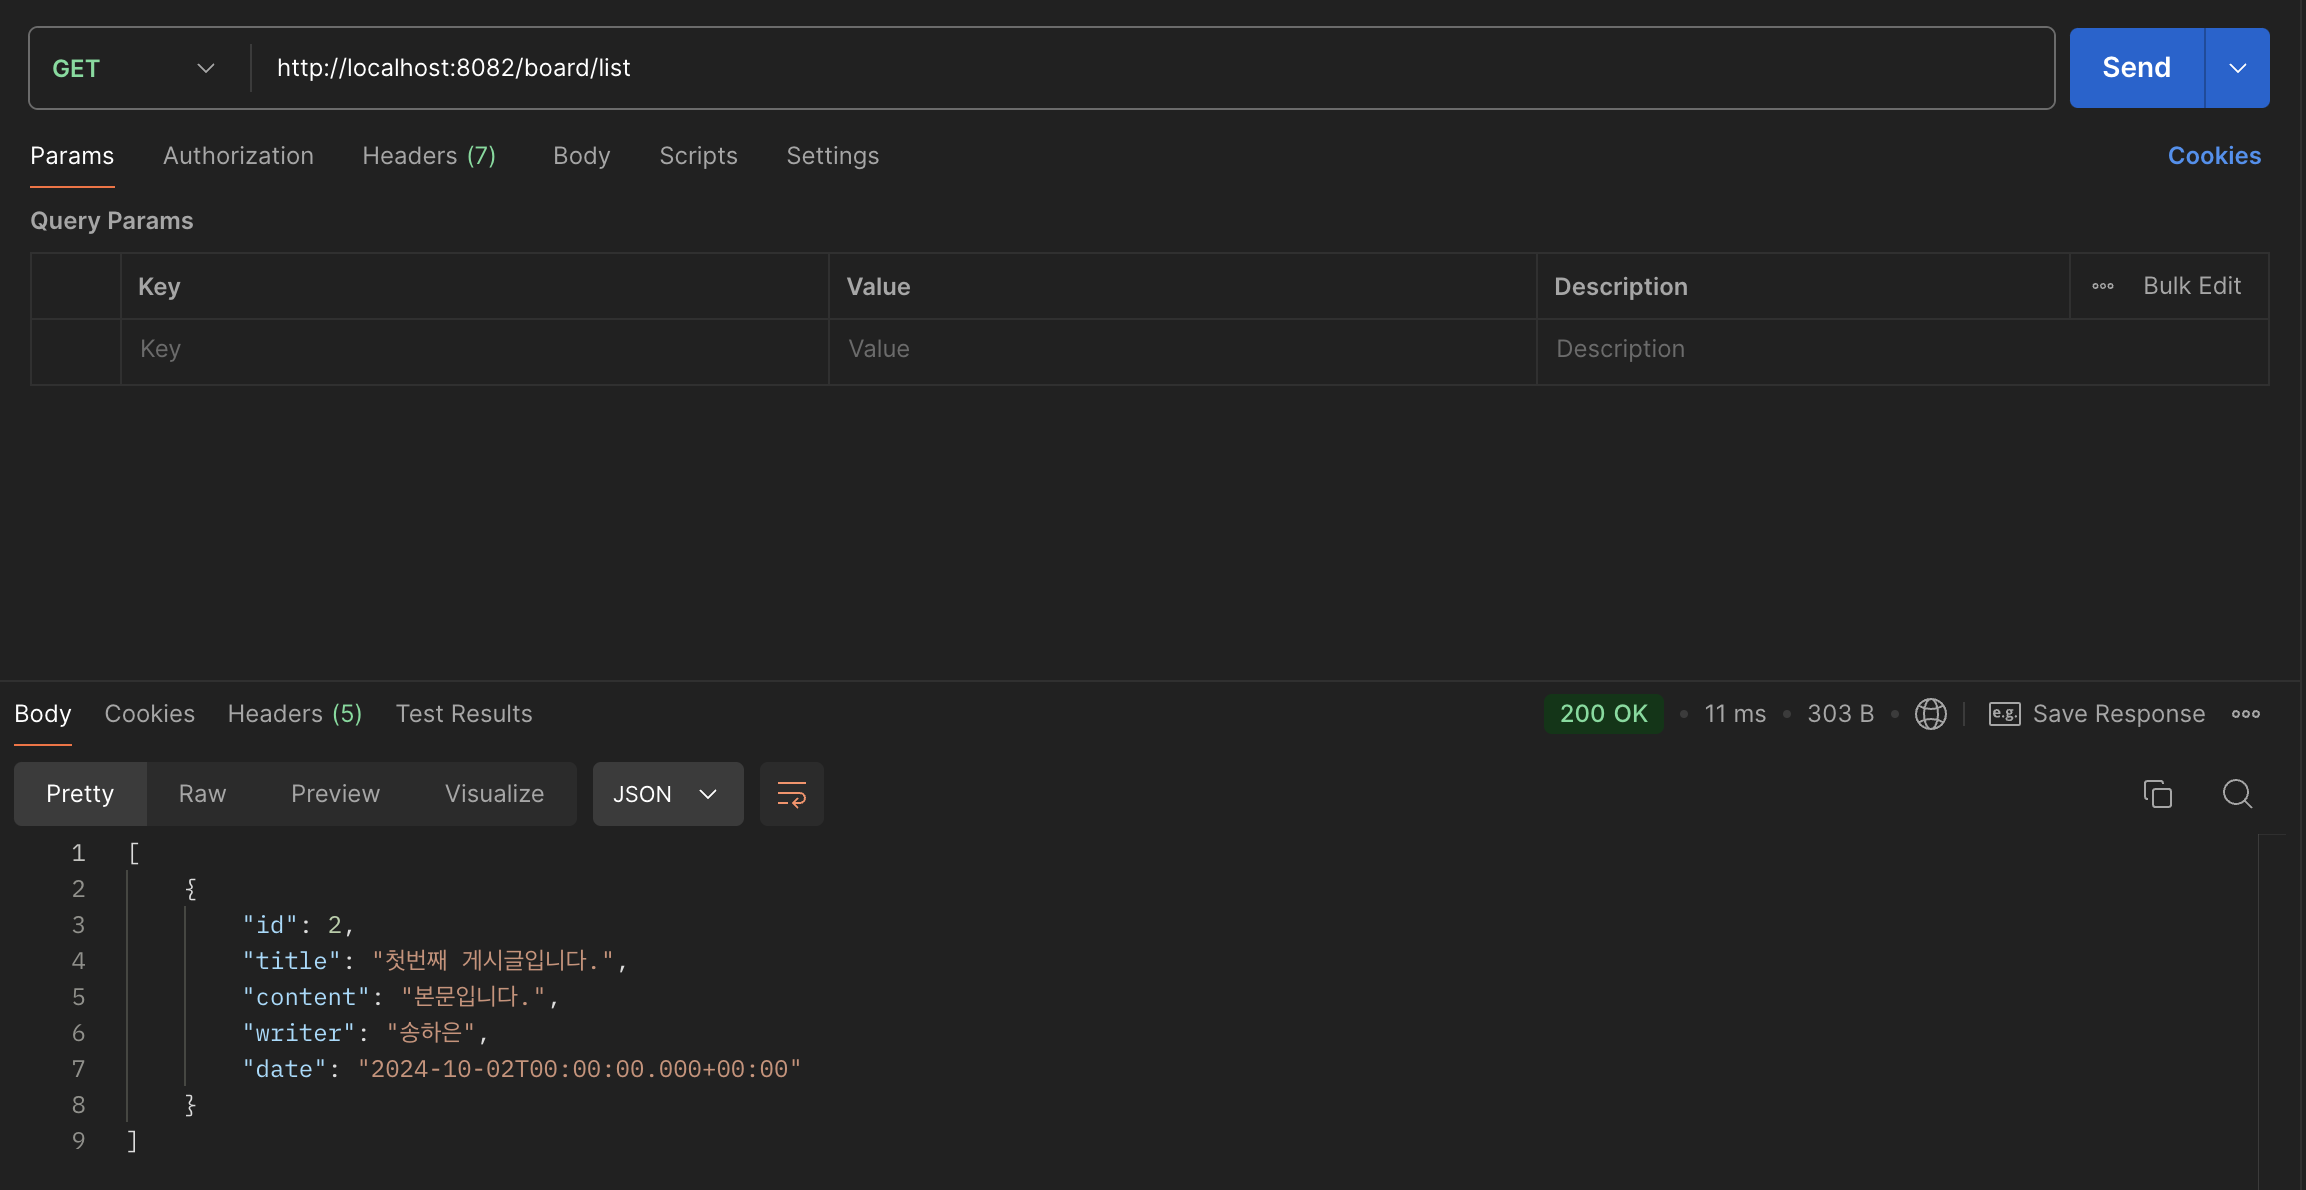 GET http://localhost:8082/board/list Send
Params Authorization Headers (7) Body Scripts Settings Cookies
Query Params
Key Value Description Bulk Edit
Key Value Description
Body Cookies Headers (5) Test Results 200 OK 11 ms 303 B e.g. Save Response
Pretty Raw Preview Visualize JSON
1 [
2 {
3 "id": 2,
4 "title": "첫번째 게시글입니다.",
5 "content": "본문입니다.",
6 "writer": "송하은",
7 "date": "2024-10-02T00:00:00.000+00:00"
8 }
9 ]